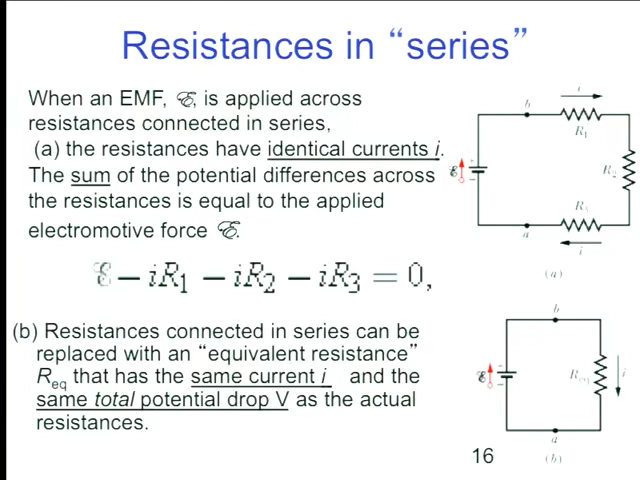 Resistances in “series”
When an EMF, ℰ, is applied across
resistances connected in series,
(a) the resistances have identical currents i.
The sum of the potential differences across
the resistances is equal to the applied
electromotive force ℰ.
ℰ − iR₁ − iR₂ − iR₃ = 0,
(b) Resistances connected in series can be
replaced with an “equivalent resistance”
Req that has the same current i and the
same total potential drop V as the actual
resistances.
i
b
R₁
+
ℰ
R₂
−
R₃
a
i
(a)
b
+
ℰ
Req
i
−
a
(b)
16